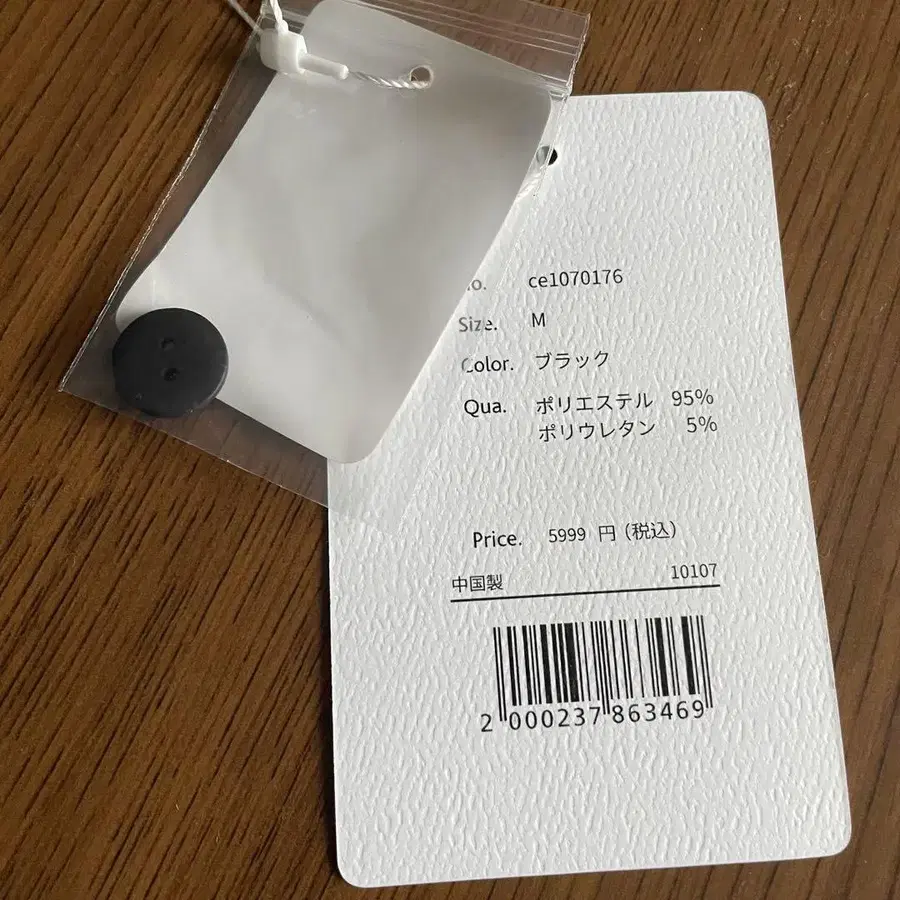 ce1070176
Size. M
Color. ブラック
Qua. ポリエステル 95%
ポリウレタン 5%
Price. 5999 円 (税込)
中国製 10107
2 000237 863469